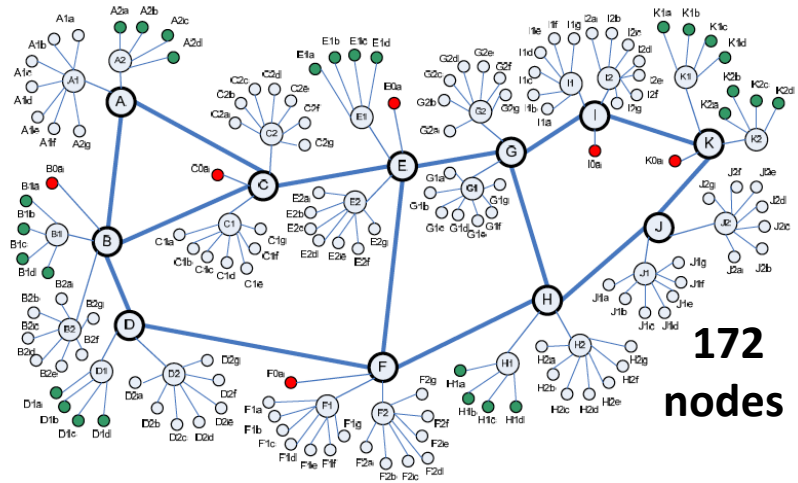 A1a
A1b
A1c
A1d
A1e
A1f
A2g
A1
A2a
A2b
A2c
A2d
A2
A
B0a
B1a
B1b
B1c
B1d
B1
B
B2a
B2b
B2c
B2d
B2e
B2f
B2g
B2
C2a
C2b
C2c
C2d
C2e
C2f
C2g
C2
C0a
C
C1
C1a
C1b
C1c
C1d
C1e
C1f
C1g
D
D1
D1a
D1b
D1c
D1d
D2
D2a
D2b
D2c
D2d
D2e
D2f
D2g
E1a
E1b
E1c
E1d
E1
E0a
E
E2
E2a
E2b
E2c
E2d
E2e
E2f
E2g
F0a
F
F1
F1a
F1b
F1c
F1d
F1e
F1f
F1g
F2
F2a
F2b
F2c
F2d
F2e
F2f
F2g
G2a
G2b
G2c
G2d
G2e
G2f
G2g
G2
G
G1
G1a
G1b
G1c
G1d
G1e
G1f
G1g
H
H1
H1a
H1b
H1c
H1d
H2
H2a
H2b
H2c
H2d
H2e
H2f
H2g
I1a
I1b
I1c
I1d
I1e
I1f
I1g
I1
I2a
I2b
I2c
I2d
I2e
I2f
I2g
I2
I
I0a
J
J1
J1a
J1b
J1c
J1d
J1e
J1f
J1g
J2
J2a
J2b
J2c
J2d
J2e
J2f
J2g
K1a
K1b
K1c
K1d
K1
K2a
K2b
K2c
K2d
K2
K0a
K
172
nodes